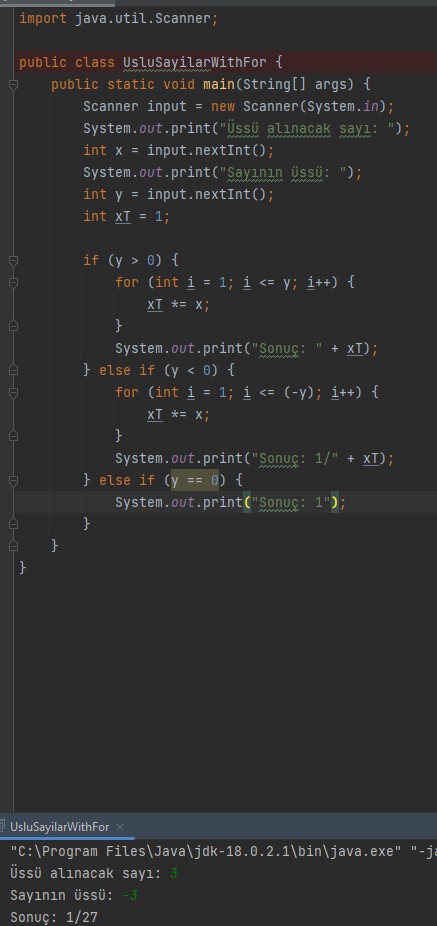 import java.util.Scanner;
public class UsluSayilarWithFor {
public static void main(String[] args) {
Scanner input = new Scanner(System.in);
System.out.print("Üssü alınacak sayı: ");
int x = input.nextInt();
System.out.print("Sayının üssü: ");
int y = input.nextInt();
int xT = 1;
if (y > 0) {
for (int i = 1; i <= y; i++) {
xT *= x;
}
System.out.print("Sonuç: " + xT);
} else if (y < 0) {
for (int i = 1; i <= (-y); i++) {
xT *= x;
}
System.out.print("Sonuç: 1/" + xT);
} else if (y == 0) {
System.out.print("Sonuç: 1");
}
}
}
UsluSayilarWithFor ×
"C:\Program Files\Java\jdk-18.0.2.1\bin\java.exe" "-ja
Üssü alınacak sayı: 3
Sayının üssü: -3
Sonuç: 1/27